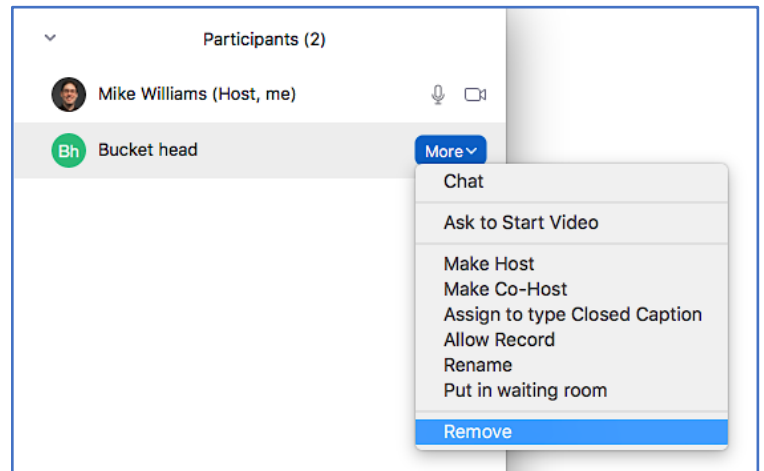 Participants (2)
Mike Williams (Host, me)
Bh Bucket head More
Chat
Ask to Start Video
Make Host
Make Co-Host
Assign to type Closed Caption
Allow Record
Rename
Put in waiting room
Remove